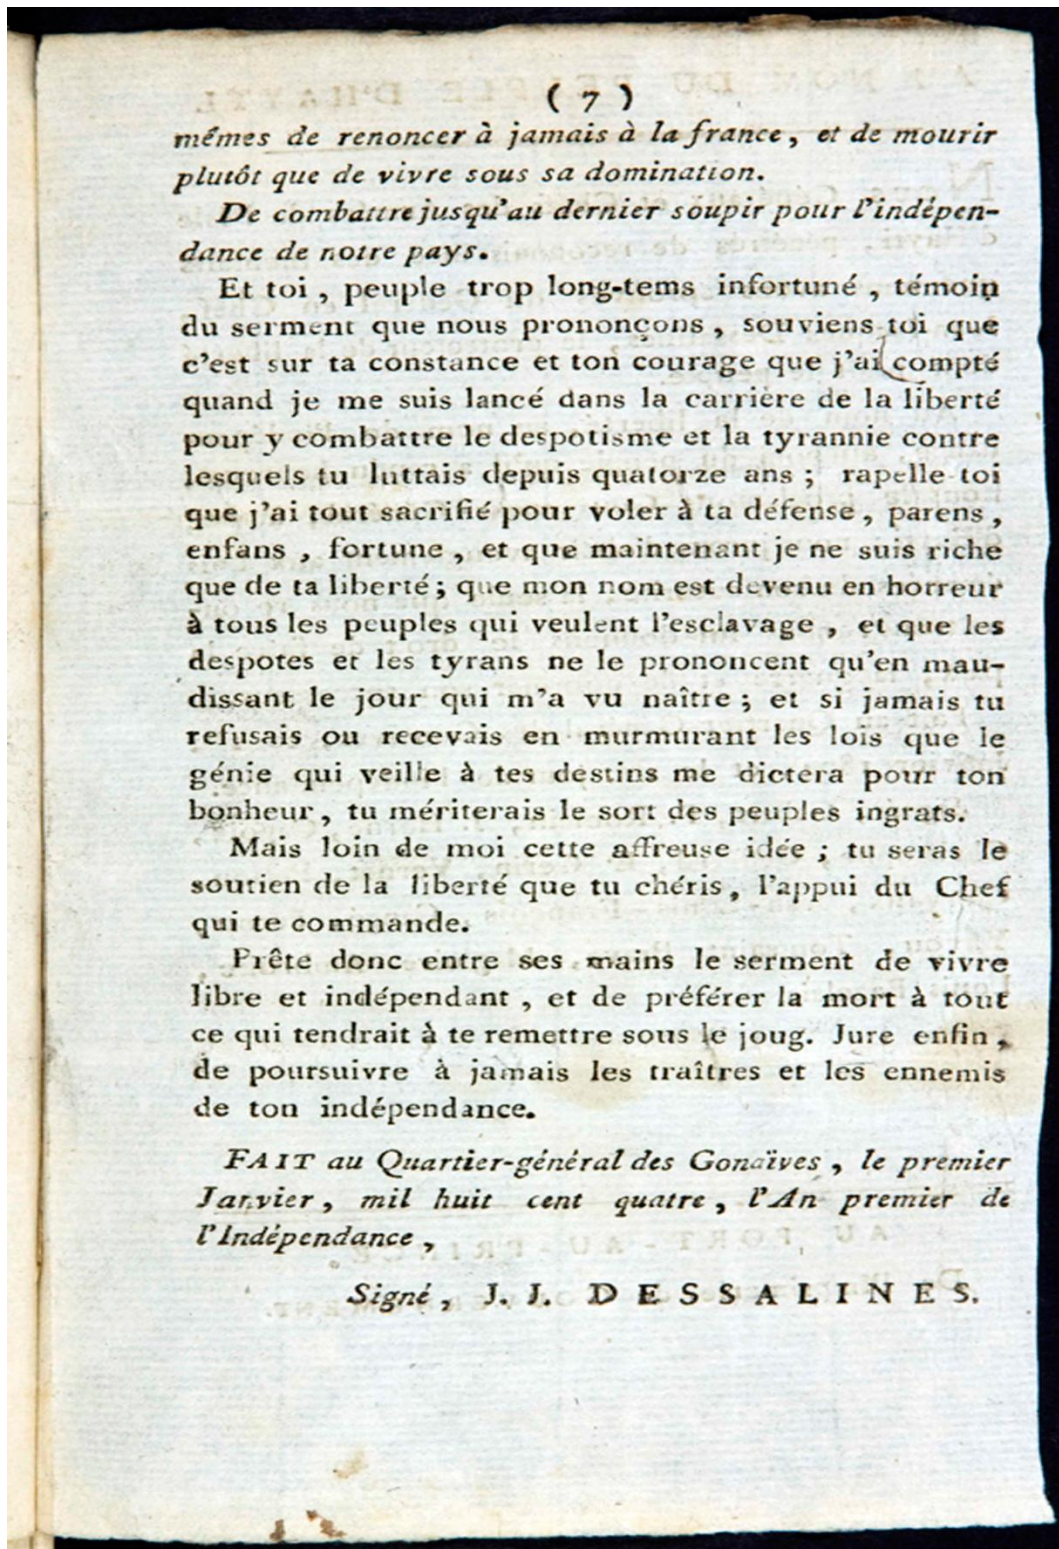 ( 7 )
mêmes de renoncer à jamais à la france, et de mourir
plutôt que de vivre sous sa domination.
De combattre jusqu'au dernier soupir pour l'indépen-
dance de notre pays.
Et toi, peuple trop long-tems infortuné, témoin
du serment que nous prononçons, souviens-toi que
c'est sur ta constance et ton courage que j'ai compté
quand je me suis lancé dans la carrière de la liberté
pour y combattre le despotisme et la tyrannie contre
lesquels tu luttais depuis quatorze ans ; rapelle-toi
que j'ai tout sacrifié pour voler à ta défense, parens,
enfans, fortune, et que maintenant je ne suis riche
que de ta liberté ; que mon nom est devenu en horreur
à tous les peuples qui veulent l'esclavage, et que les
despotes et les tyrans ne le prononcent qu'en mau-
dissant le jour qui m'a vu naître ; et si jamais tu
refusais ou recevais en murmurant les lois que le
génie qui veille à tes destins me dictera pour ton
bonheur, tu mériterais le sort des peuples ingrats.
Mais loin de moi cette affreuse idée ; tu seras le
soutien de la liberté que tu chéris, l'appui du Chef
qui te commande.
Prête donc entre ses mains le serment de vivre
libre et indépendant, et de préférer la mort à tout
ce qui tendrait à te remettre sous le joug. Jure enfin,
de poursuivre à jamais les traîtres et les ennemis
de ton indépendance.
FAIT au Quartier-général des Gonaïves, le premier
Janvier, mil huit cent quatre, l'An premier de
l'Indépendance,
Signé, J. J. DESSALINES.